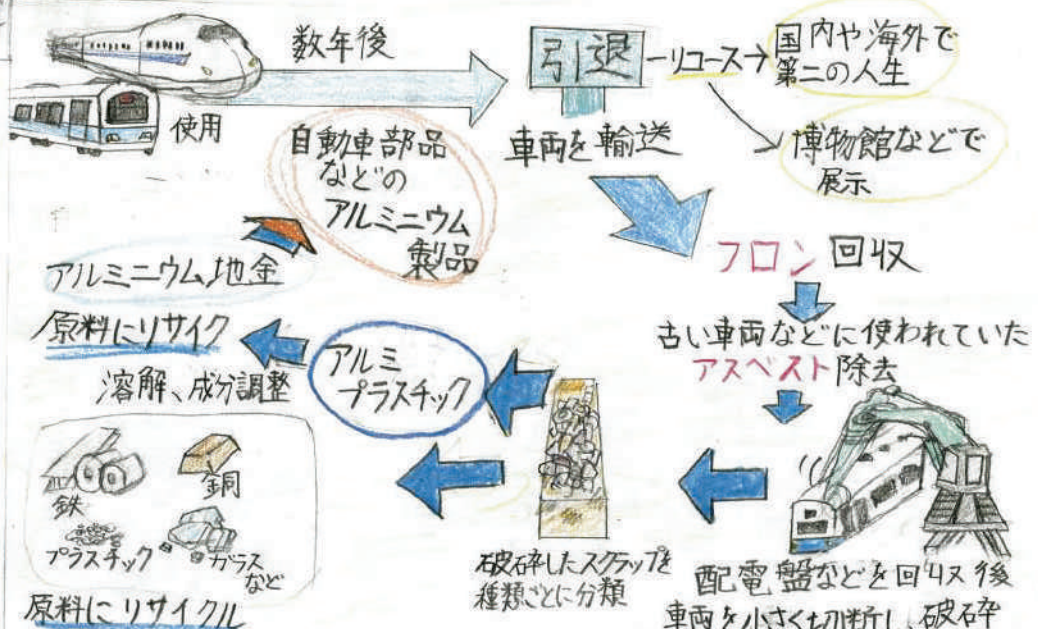 数年後
使用
引退
リユース
国内や海外で
第二の人生
博物館などで
展示
車両を輸送
フロン回収
古い車両などに使われていた
アスベスト除去
配電盤などを回収後
車両を小さく切断し、破砕
破砕したスクラップを
種類ごとに分類
アルミ
プラスチック
溶解、成分調整
原料にリサイク
アルミニウム地金
自動車部品
などの
アルミニウム
製品
鉄
銅
プラスチック
ガラス
など
原料にリサイクル